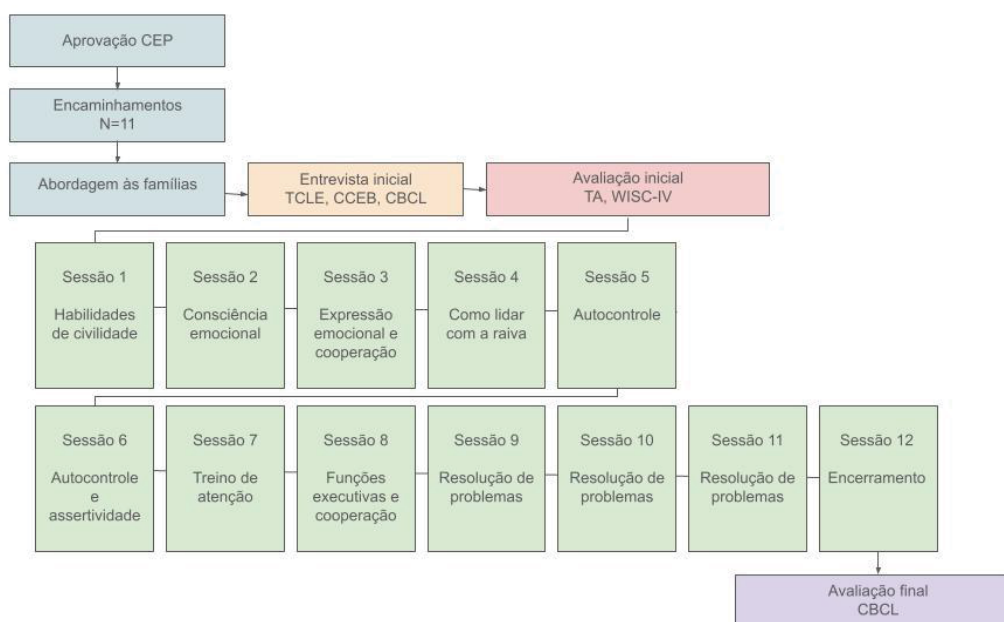 Aprovação CEP
Encaminhamentos
N=11
Abordagem às famílias
Entrevista inicial
TCLE, CCEB, CBCL
Avaliação inicial
TA, WISC-IV
Sessão 1
Habilidades
de civilidade
Sessão 2
Consciência
emocional
Sessão 3
Expressão
emocional e
cooperação
Sessão 4
Como lidar
com a raiva
Sessão 5
Autocontrole
Sessão 6
Autocontrole
e
assertividade
Sessão 7
Treino de
atenção
Sessão 8
Funções
executivas e
cooperação
Sessão 9
Resolução de
problemas
Sessão 10
Resolução de
problemas
Sessão 11
Resolução de
problemas
Sessão 12
Encerramento
Avaliação final
CBCL